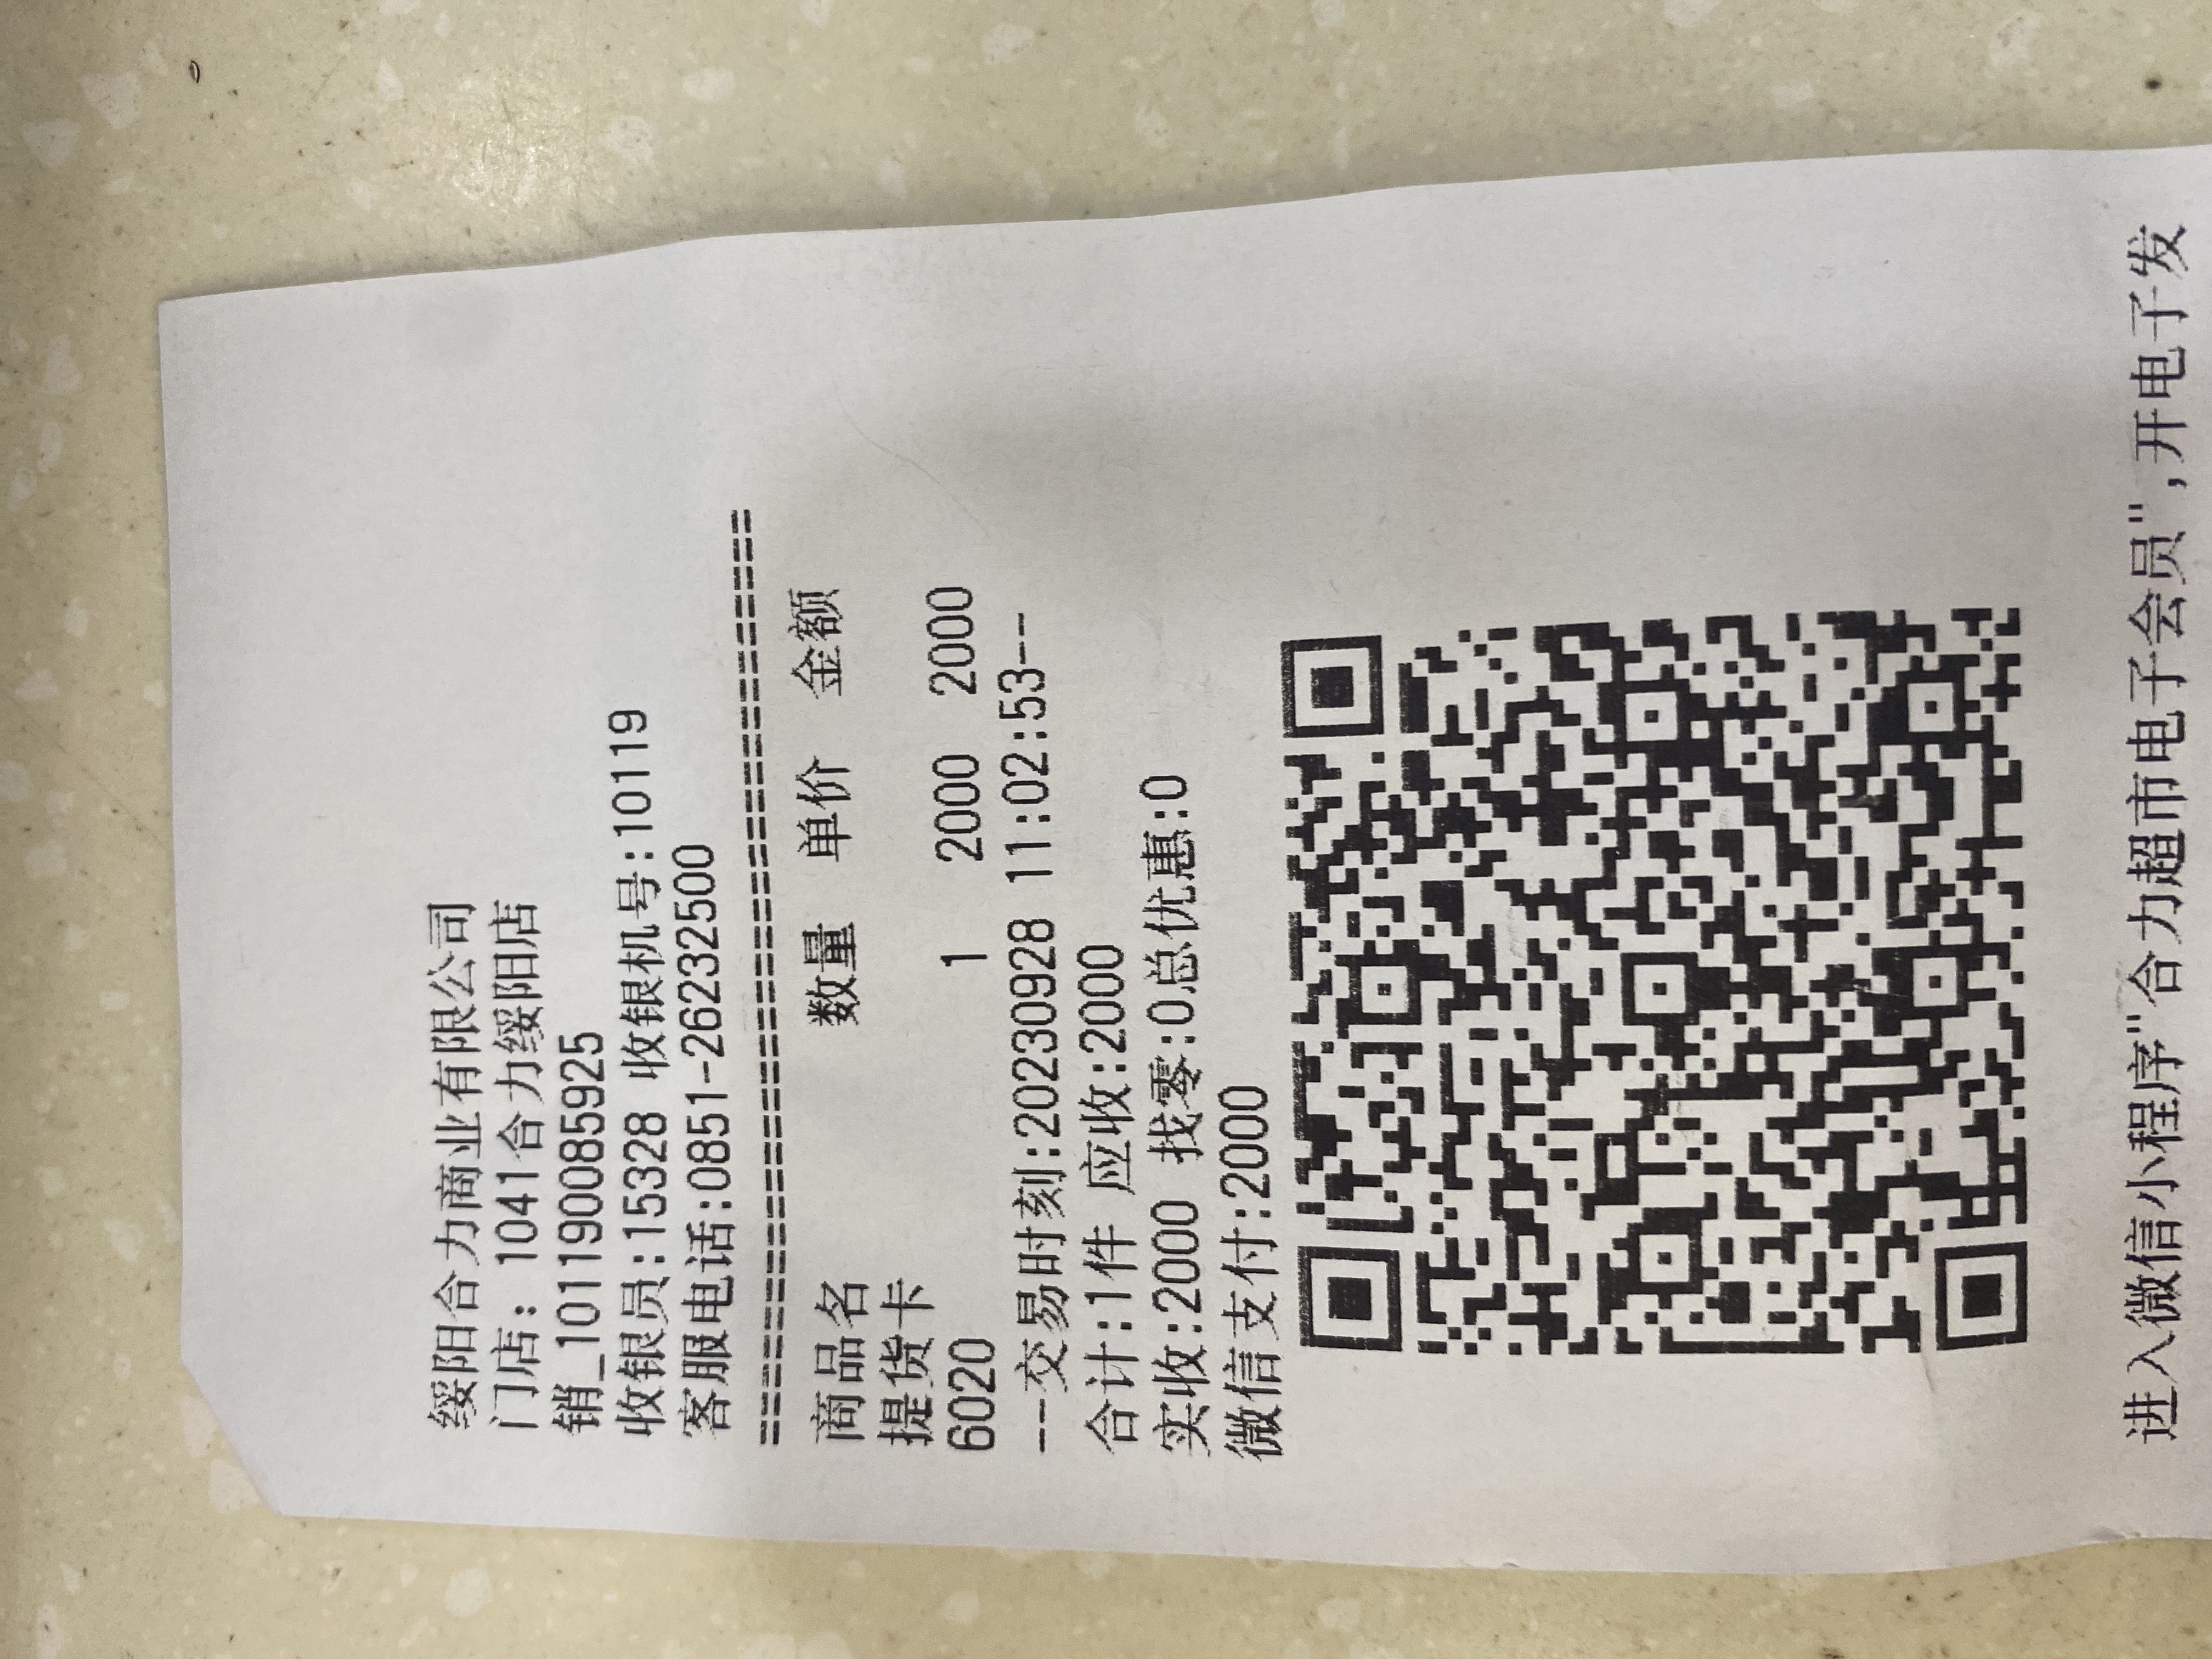 绥阳合力商业有限公司
门店: 1041合力绥阳店
销_1011900859925
收银员:15328 收银机号:10119
客服电话:0851-26232500
================================
商品名 数量 单价 金额
提货卡
6020 1 2000 2000
--交易时刻:20230928 11:02:53--
合计:1件 应收:2000
实收:2000 找零:0总优惠:0
微信支付:2000
进入微信小程序"合力超市电子会员",开电子发